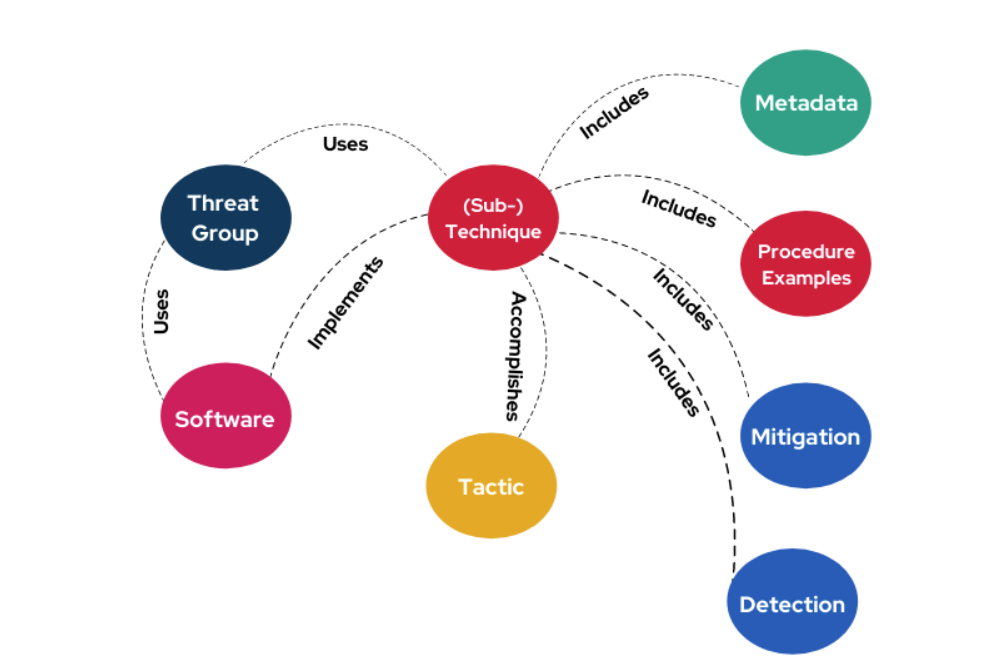 Metadata
Includes
Uses
Threat
Group
(Sub-)
Technique
Includes
Procedure
Examples
Uses
Implements
Accomplishes
Includes
Includes
Software
Tactic
Mitigation
Detection